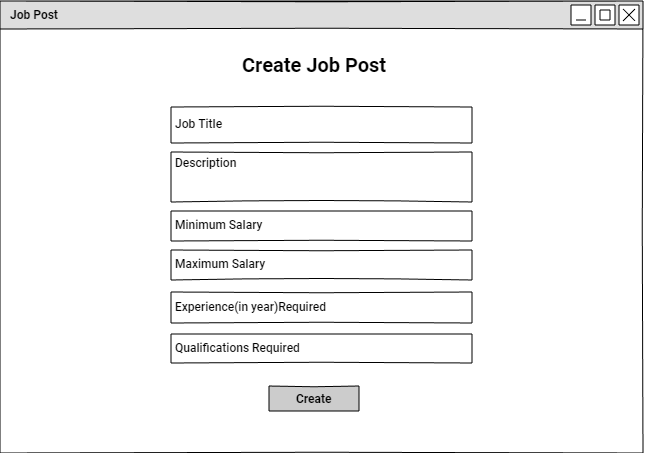 Job Post
Create Job Post
Job Title
Description
Minimum Salary
Maximum Salary
Experience(in year)Required
Qualifications Required
Create